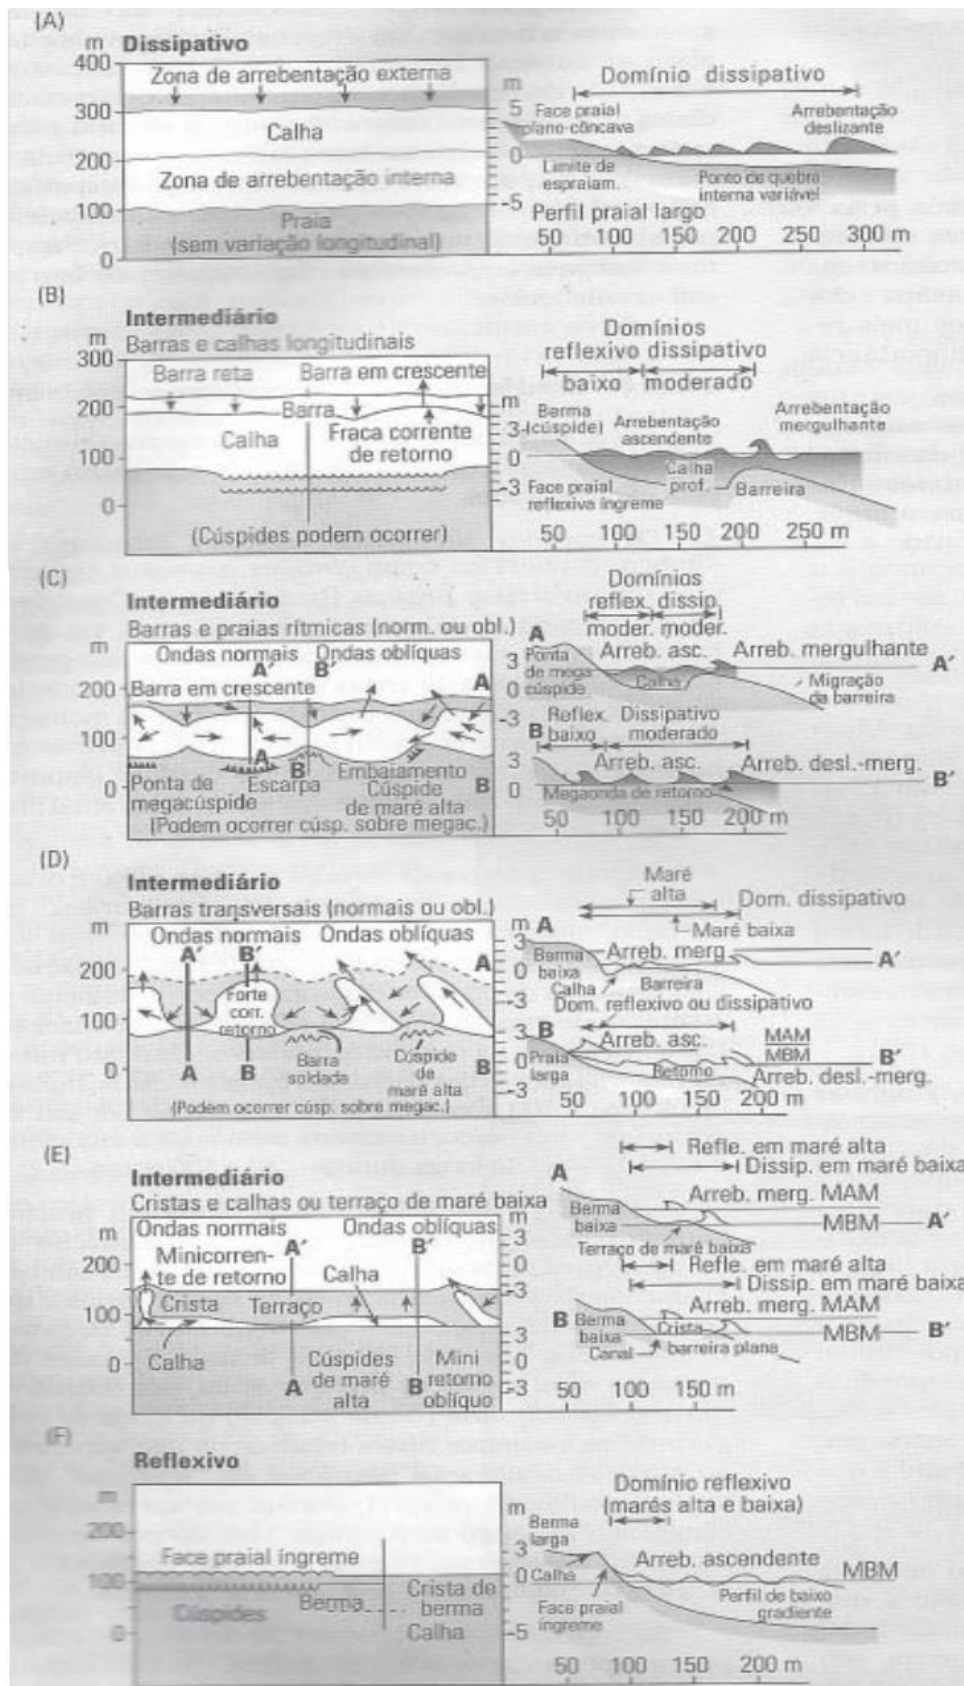 (A)
Dissipativo
m
400
300
200
100
0
Zona de arrebentação externa
Calha
Zona de arrebentação interna
Praia
(sem variação longitudinal)
m
5
0
-5
Domínio dissipativo
Face praial
plano-côncava
Arrebentação
deslizante
Limite de
espraiam.
Ponto de quebra
interna variável
Perfil praial largo
50 100 150 200 250 300 m
(B)
Intermediário
Barras e calhas longitudinais
m
300
200
100
0
Barra reta
Barra em crescente
Barra
Calha
Fraca corrente
de retorno
(Cúspides podem ocorrer)
m
3
0
-3
Domínios
reflexivo dissipativo
baixo moderado
Berma
(cúspide)
Arrebentação
ascendente
Arrebentação
mergulhante
Calha
prof.
Barreira
Face praial
reflexiva íngreme
50 100 150 200 250 m
(C)
Intermediário
Barras e praias rítmicas (norm. ou obl.)
m
200
100
0
Ondas normais Ondas oblíquas
A' B'
Barra em crescente
A
A
B
B
Ponta de
megacúspide
Escarpa
Embaiamento
Cúspide
de maré alta
(Podem ocorrer cúsp. sobre megac.)
3
0
-3
3
0
Domínios
reflex. dissip.
moder. moder.
A
Ponta
de mega
cúspide
Arreb. asc.
Arreb. mergulhante
A'
Calha
Migração
da barreira
B
Reflex.
baixo
Dissipativo
moderado
Arreb. asc.
Arreb. desl.-merg.
B'
Megaonda de retorno
50 100 150 200 m
(D)
Intermediário
Barras transversais (normais ou obl.)
m
200
100
0
Ondas normais Ondas oblíquas
A' B'
A
Forte
corr.
retorno
A B
Barra
soldada
Cúspide
de
maré alta
B
(Podem ocorrer cúsp. sobre megac.)
m
3
0
-3
3
0
-3
Maré
alta
Dom. dissipativo
Maré baixa
A
Berma
baixa
Arreb. merg.
A'
Calha
Barreira
Dom. reflexivo ou dissipativo
B
Praia
larga
Arreb. asc.
MAM
MBM
B'
Retorno
Arreb. desl.-merg.
50 100 150 200 m
(E)
Intermediário
Cristas e calhas ou terraço de maré baixa
m
200
100
0
Ondas normais Ondas oblíquas
A' B'
Minicorren-
te de retorno
Calha
Crista
Terraço
Calha
A
Cúspides
de maré
alta
B
Mini
retorno
oblíquo
m
3
0
-3
3
0
-3
Refle. em maré alta
Dissip. em maré baixa
A
Berma
baixa
Arreb. merg. MAM
MBM
A'
Terraço de maré baixa
Refle. em maré alta
Dissip. em maré baixa
B
Berma
baixa
Arreb. merg. MAM
Crista
MBM
B'
Canal
barreira plana
50 100 150 m
(F)
Reflexivo
m
200
100
0
Face praial íngreme
Cúspides
Berma
Crista de
berma
Calha
m
3
0
-5
Domínio reflexivo
(marés alta e baixa)
Berma
larga
Calha
Arreb. ascendente
MBM
Face praial
íngreme
Perfil de baixo
gradiente
50 100 150 200 m